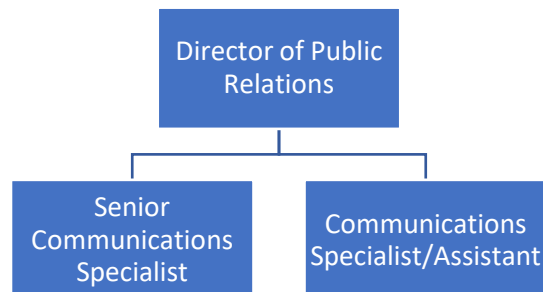 Director of Public
Relations
Senior
Communications
Specialist
Communications
Specialist/Assistant